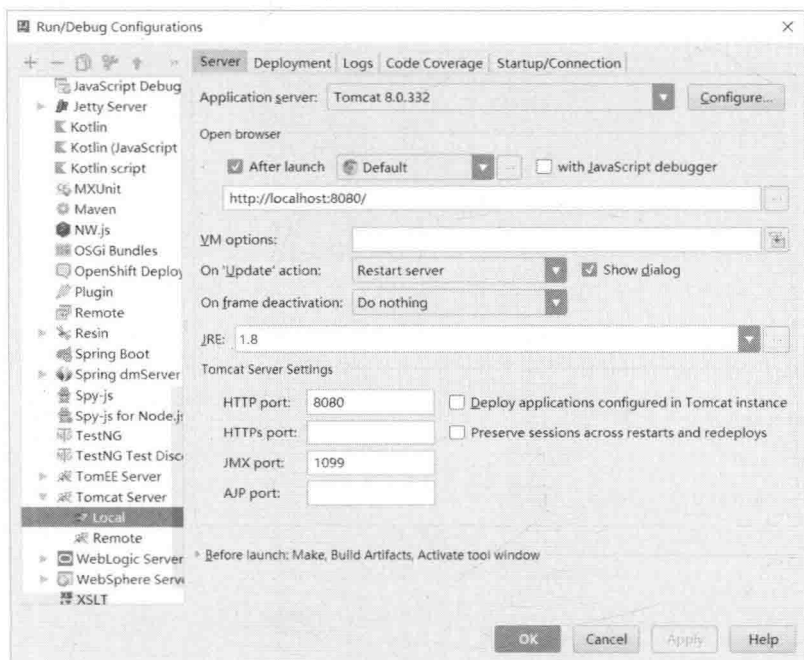 Run/Debug Configurations
JavaScript Debug
Jetty Server
Kotlin
Kotlin (JavaScript
Kotlin script
MXUnit
Maven
NW.js
OSGi Bundles
OpenShift Deploy
Plugin
Remote
Resin
Spring Boot
Spring dmServer
Spy-js
Spy-js for Node.js
TestNG
TestNG Test Disco
TomEE Server
Tomcat Server
Local
Remote
WebLogic Server
WebSphere Serve
XSLT
Server Deployment Logs Code Coverage Startup/Connection
Application server: Tomcat 8.0.332 Configure...
Open browser
After launch Default ... with JavaScript debugger
http://localhost:8080/ ...
VM options:
On 'Update' action: Restart server Show dialog
On frame deactivation: Do nothing
JRE: 1.8 ...
Tomcat Server Settings
HTTP port: 8080 Deploy applications configured in Tomcat instance
HTTPs port: Preserve sessions across restarts and redeploys
JMX port: 1099
AJP port:
Before launch: Make, Build Artifacts, Activate tool window
OK Cancel Apply Help